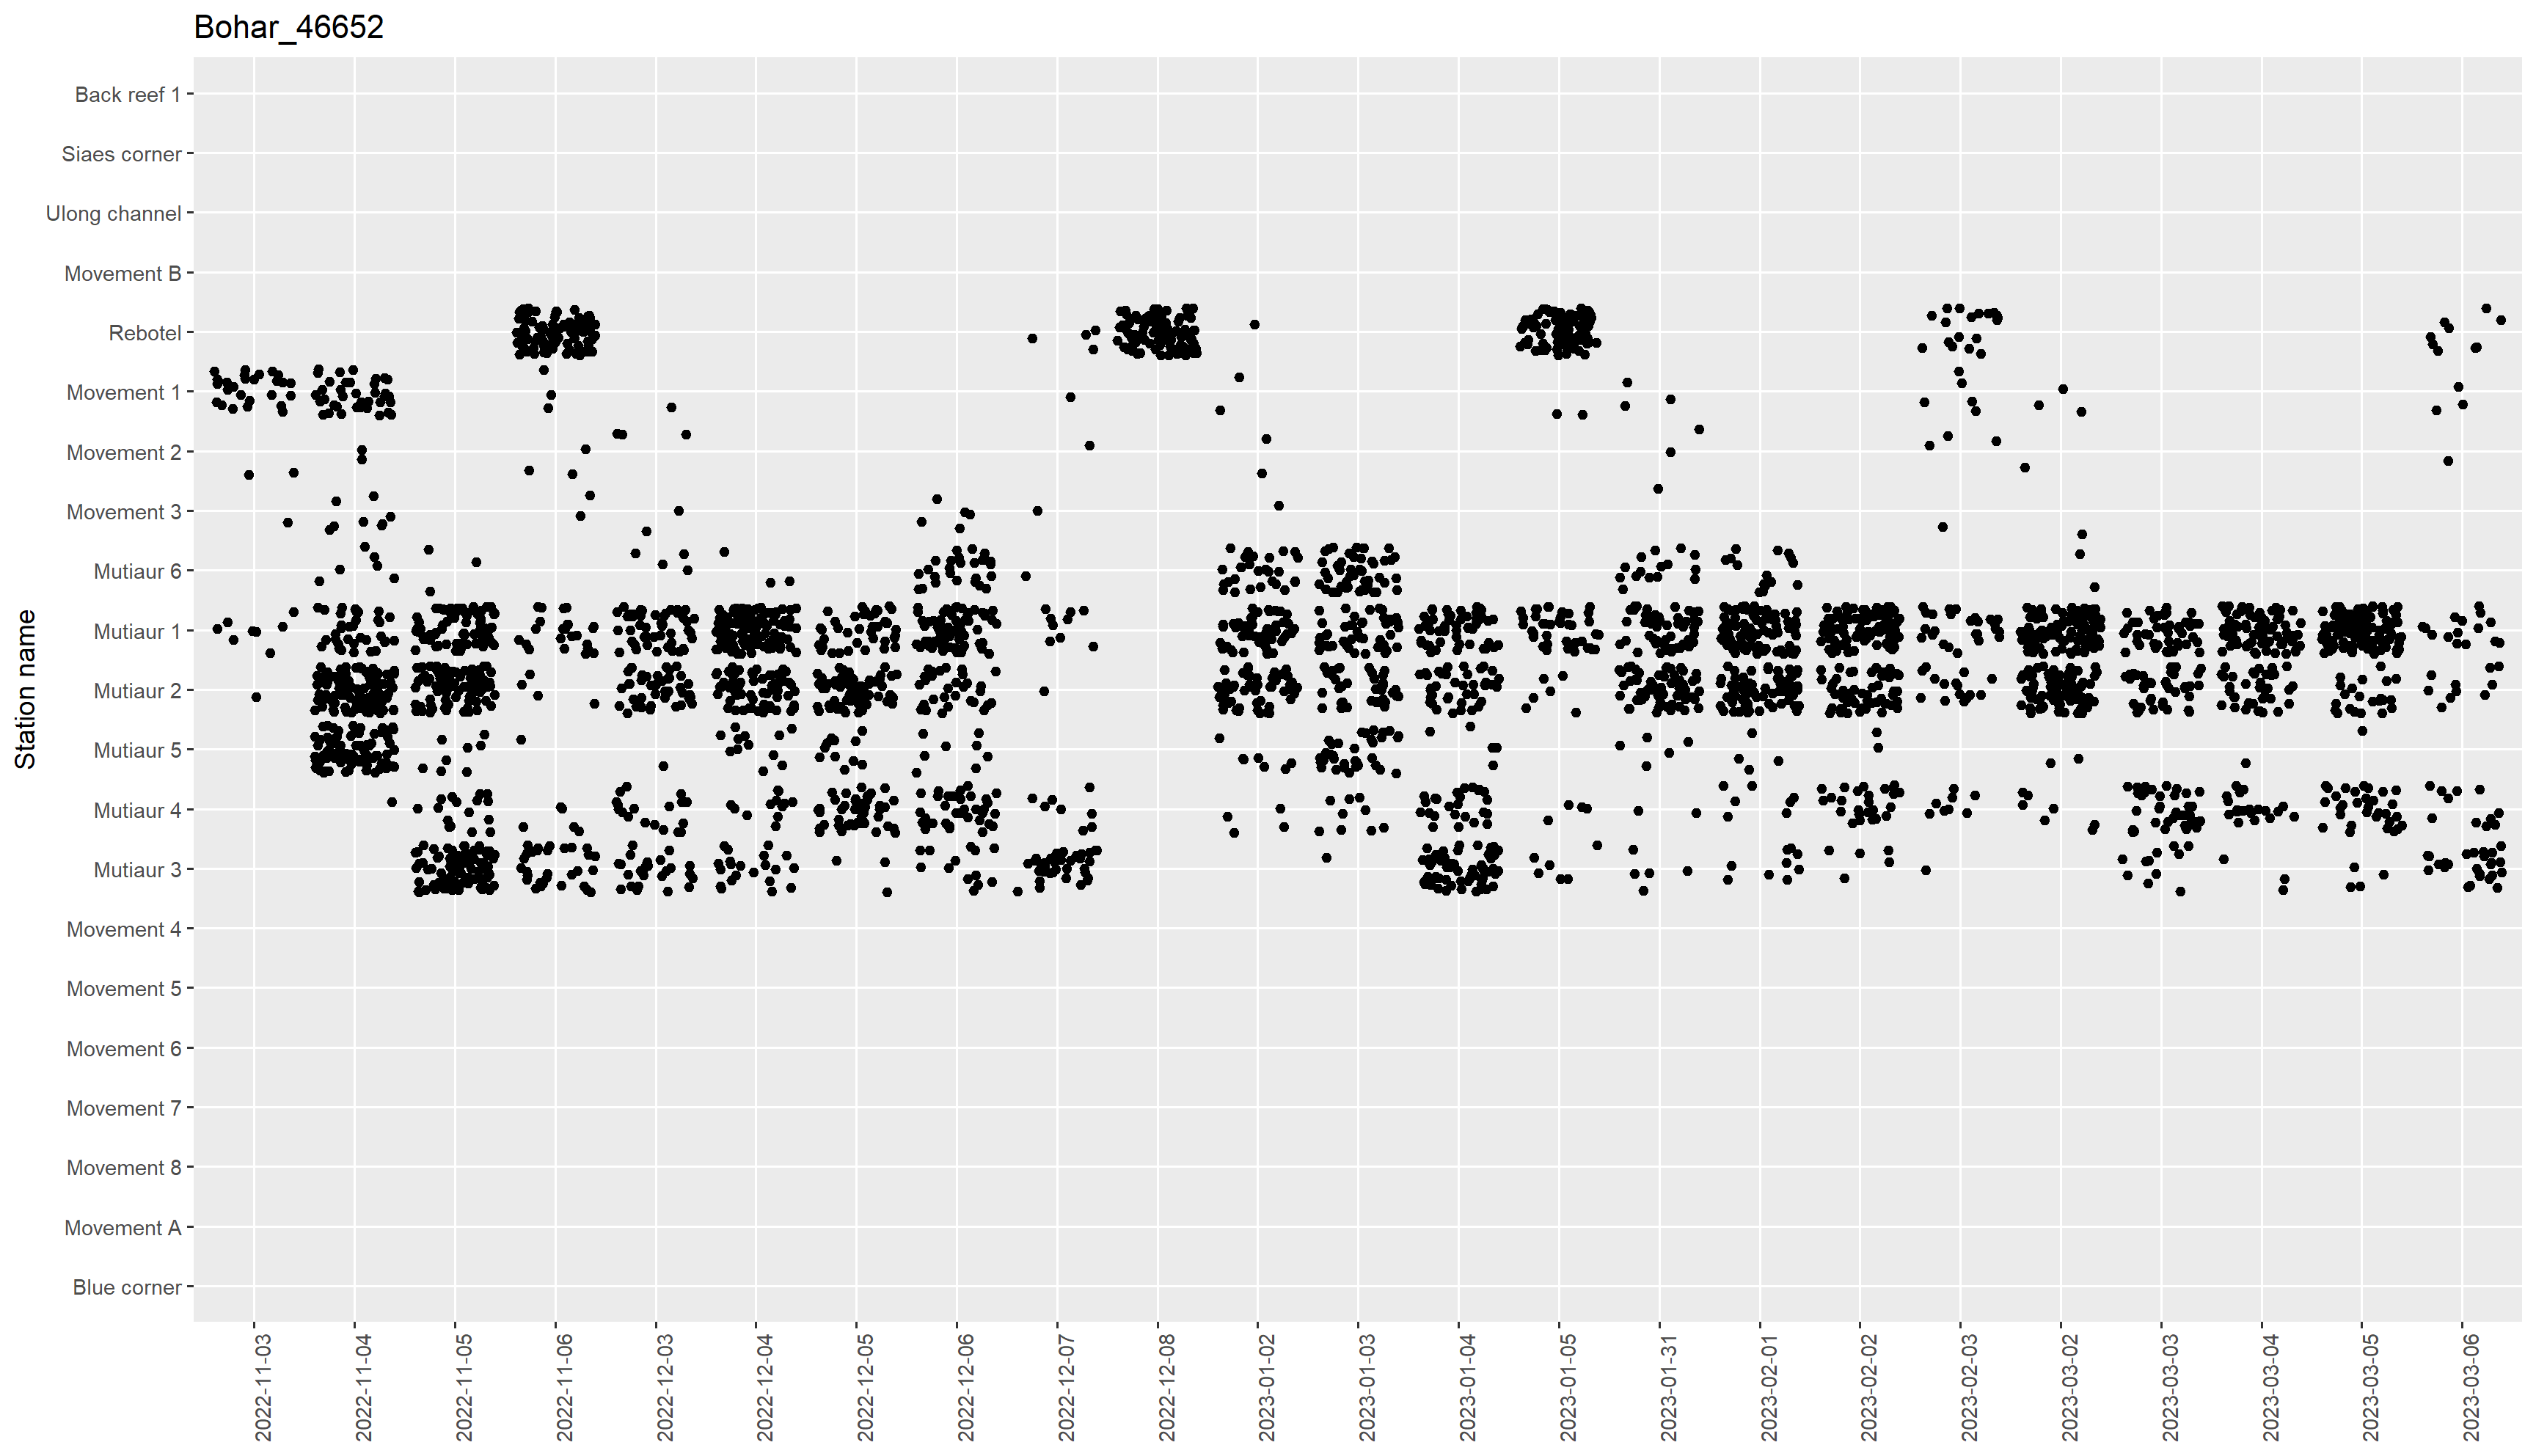 Bohar_46652
Station name
Back reef 1
Siaes corner
Ulong channel
Movement B
Rebotel
Movement 1
Movement 2
Movement 3
Mutiaur 6
Mutiaur 1
Mutiaur 2
Mutiaur 5
Mutiaur 4
Mutiaur 3
Movement 4
Movement 5
Movement 6
Movement 7
Movement 8
Movement A
Blue corner
2022-11-03
2022-11-04
2022-11-05
2022-11-06
2022-12-03
2022-12-04
2022-12-05
2022-12-06
2022-12-07
2022-12-08
2023-01-02
2023-01-03
2023-01-04
2023-01-05
2023-01-31
2023-02-01
2023-02-02
2023-02-03
2023-03-02
2023-03-03
2023-03-04
2023-03-05
2023-03-06